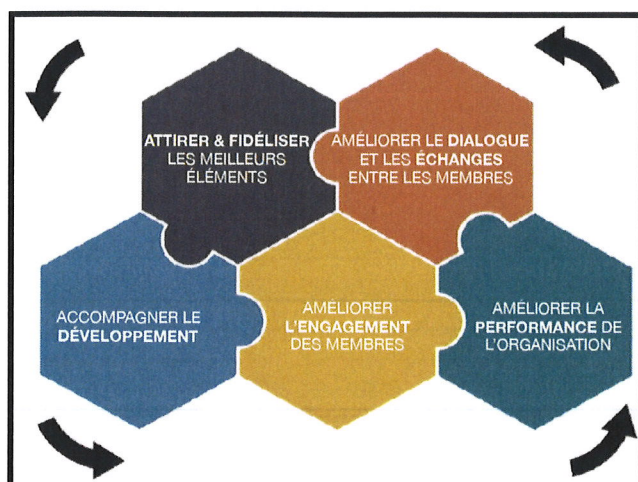 ATTIRER & FIDÉLISER
LES MEILLEURS
ÉLÉMENTS
AMÉLIORER LE DIALOGUE
ET LES ÉCHANGES
ENTRE LES MEMBRES
ACCOMPAGNER LE
DÉVELOPPEMENT
AMÉLIORER
L'ENGAGEMENT
DES MEMBRES
AMÉLIORER LA
PERFORMANCE DE
L'ORGANISATION